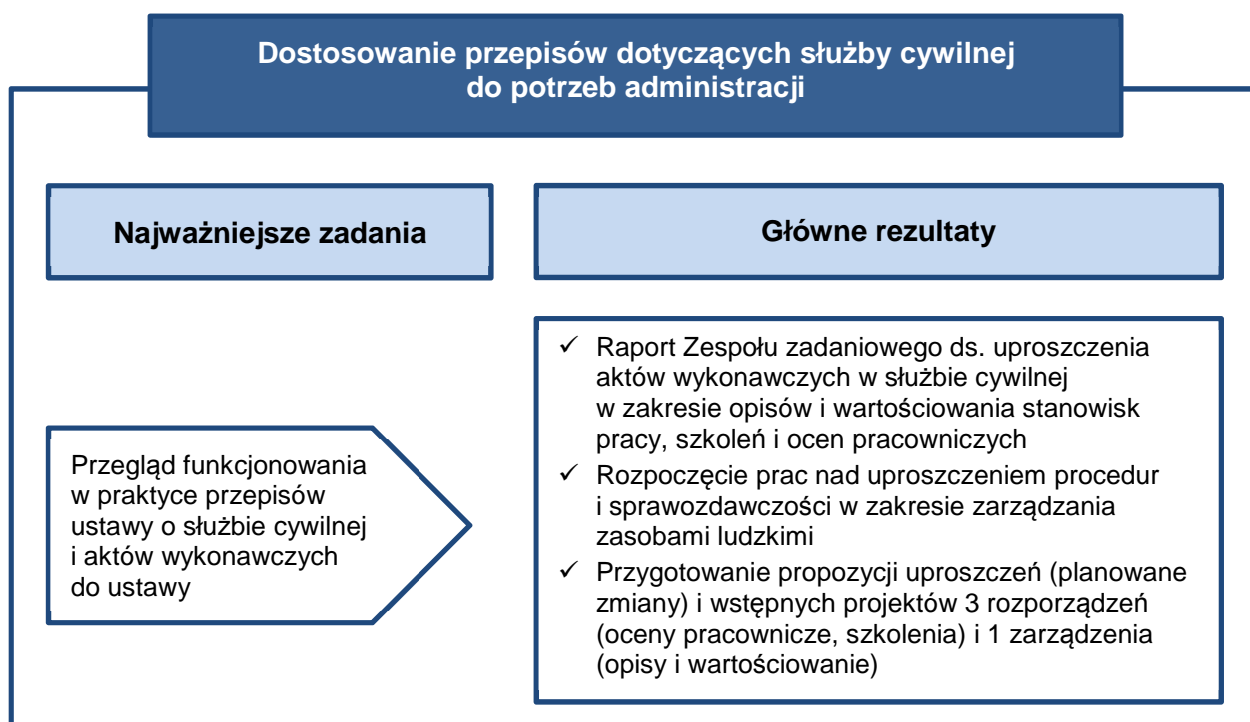 Dostosowanie przepisów dotyczących służby cywilnej
do potrzeb administracji
Najważniejsze zadania
Główne rezultaty
Przegląd funkcjonowania
w praktyce przepisów
ustawy o służbie cywilnej
i aktów wykonawczych
do ustawy
✓ Raport Zespołu zadaniowego ds. uproszczenia
aktów wykonawczych w służbie cywilnej
w zakresie opisów i wartościowania stanowisk
pracy, szkoleń i ocen pracowniczych
✓ Rozpoczęcie prac nad uproszczeniem procedur
i sprawozdawczości w zakresie zarządzania
zasobami ludzkimi
✓ Przygotowanie propozycji uproszczeń (planowane
zmiany) i wstępnych projektów 3 rozporządzeń
(oceny pracownicze, szkolenia) i 1 zarządzenia
(opisy i wartościowanie)